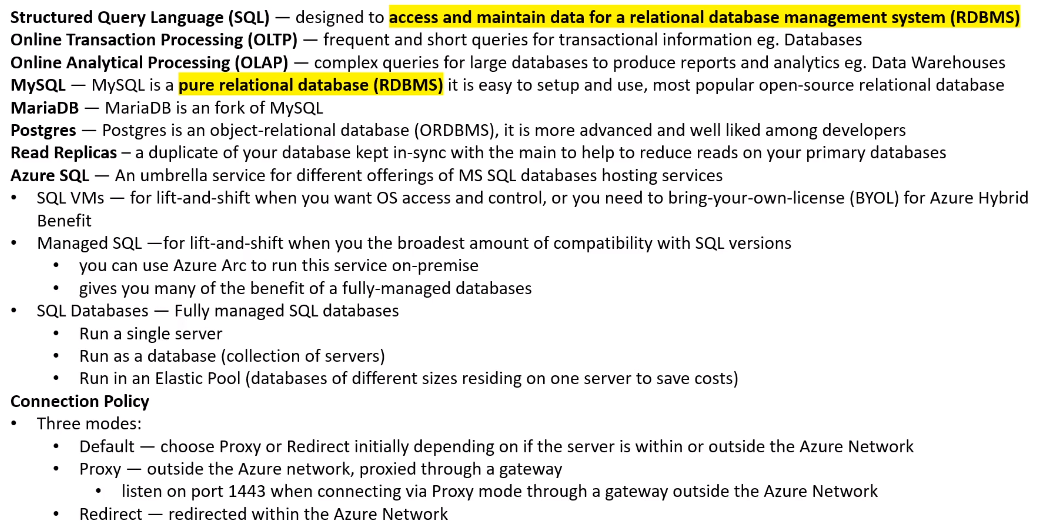 Structured Query Language (SQL) — designed to access and maintain data for a relational database management system (RDBMS)
Online Transaction Processing (OLTP) — frequent and short queries for transactional information eg. Databases
Online Analytical Processing (OLAP) — complex queries for large databases to produce reports and analytics eg. Data Warehouses
MySQL — MySQL is a pure relational database (RDBMS) it is easy to setup and use, most popular open-source relational database
MariaDB — MariaDB is an fork of MySQL
Postgres — Postgres is an object-relational database (ORDBMS), it is more advanced and well liked among developers
Read Replicas – a duplicate of your database kept in-sync with the main to help to reduce reads on your primary databases
Azure SQL — An umbrella service for different offerings of MS SQL databases hosting services
• SQL VMs — for lift-and-shift when you want OS access and control, or you need to bring-your-own-license (BYOL) for Azure Hybrid
Benefit
• Managed SQL —for lift-and-shift when you the broadest amount of compatibility with SQL versions
• you can use Azure Arc to run this service on-premise
• gives you many of the benefit of a fully-managed databases
• SQL Databases — Fully managed SQL databases
• Run a single server
• Run as a database (collection of servers)
• Run in an Elastic Pool (databases of different sizes residing on one server to save costs)
Connection Policy
• Three modes:
• Default — choose Proxy or Redirect initially depending on if the server is within or outside the Azure Network
• Proxy — outside the Azure network, proxied through a gateway
• listen on port 1443 when connecting via Proxy mode through a gateway outside the Azure Network
• Redirect — redirected within the Azure Network